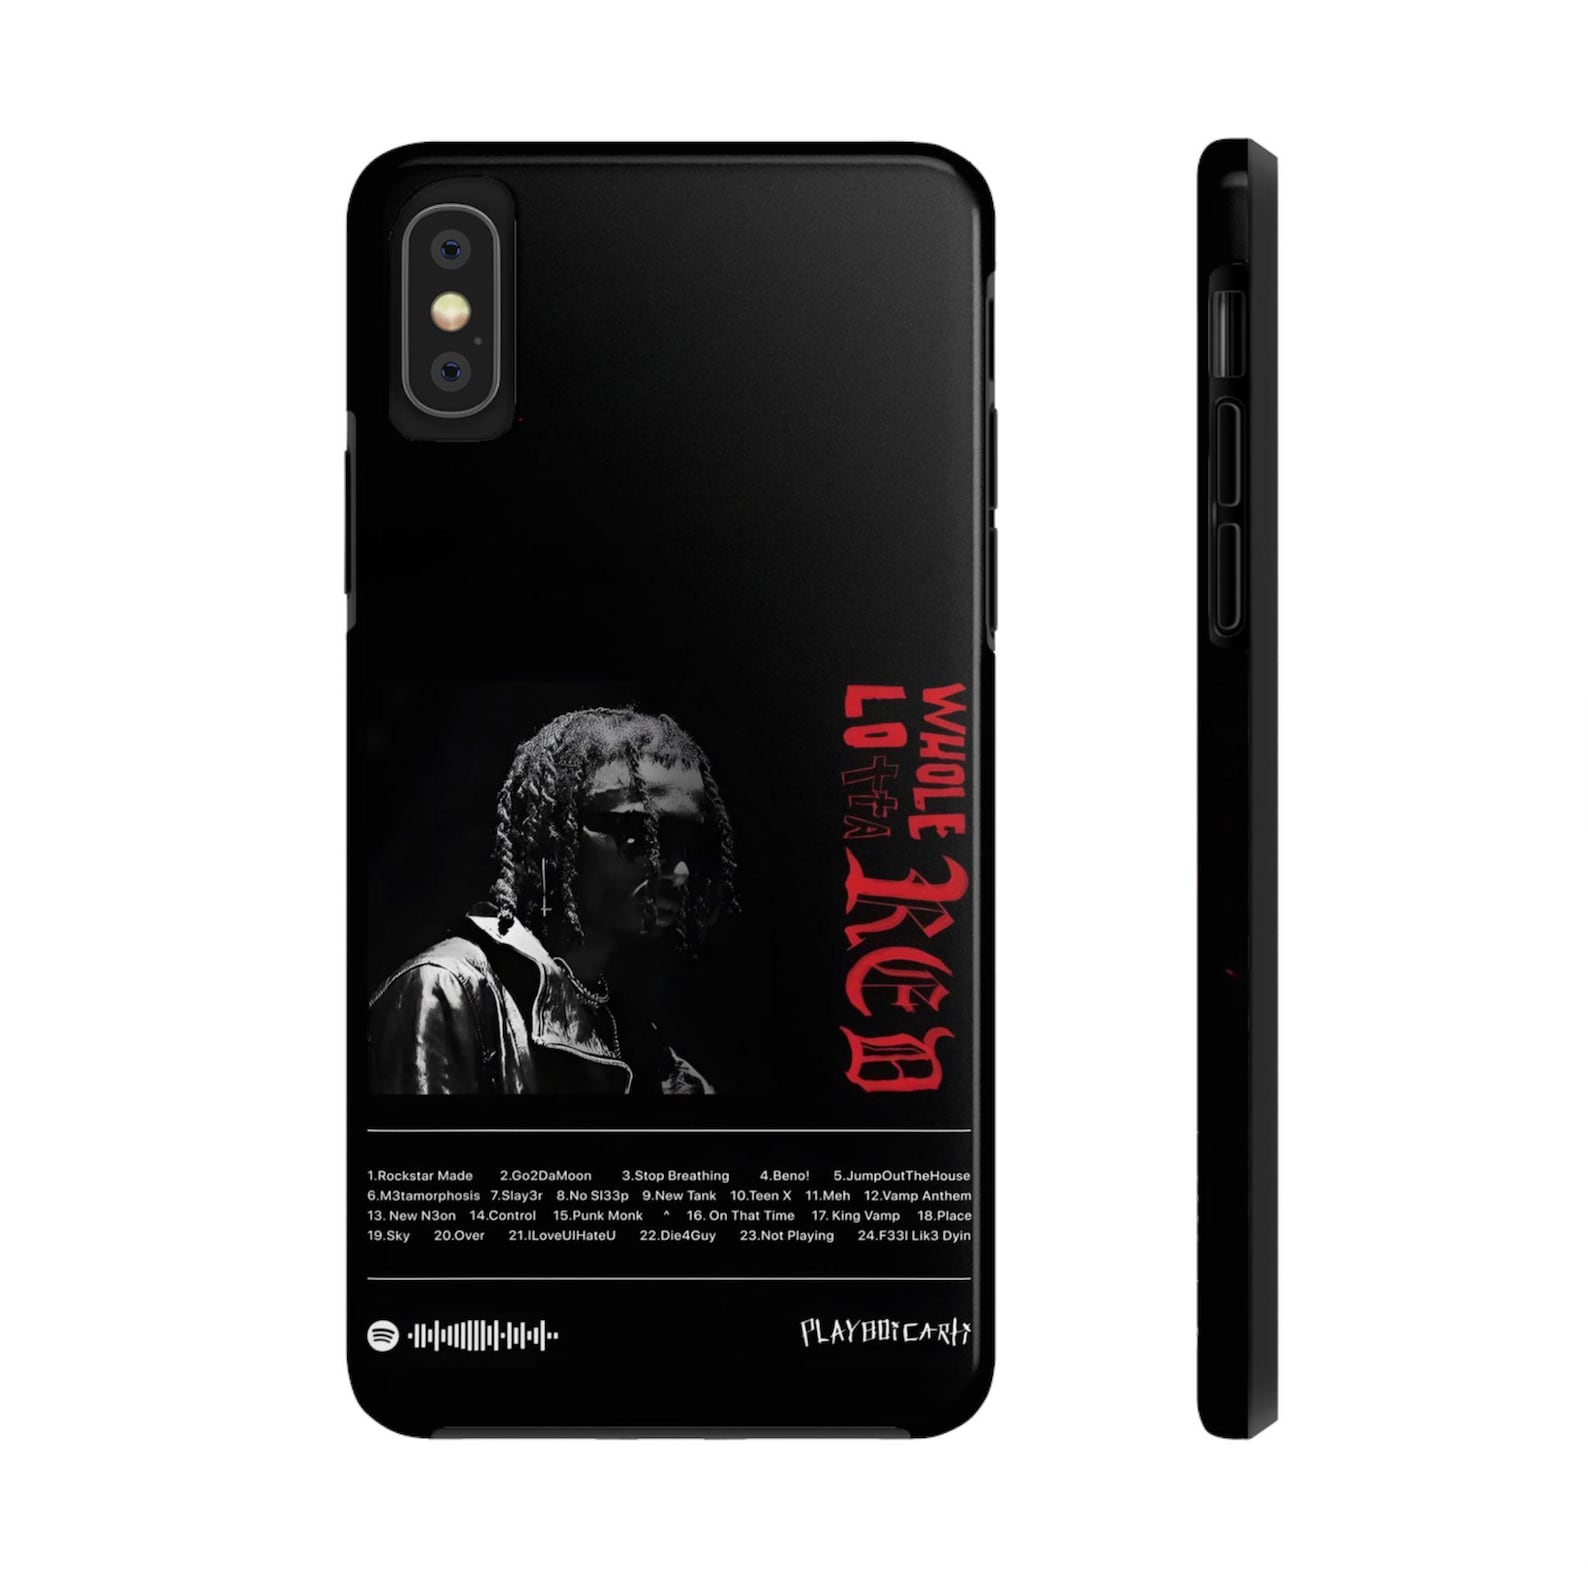 WHOLE
LOttA
RED
1.Rockstar Made 2.Go2DaMoon 3.Stop Breathing 4.Beno! 5.JumpOutTheHouse
6.M3tamorphosis 7.Slay3r 8.No Sl33p 9.New Tank 10.Teen X 11.Meh 12.Vamp Anthem
13. New N3on 14.Control 15.Punk Monk ^ 16. On That Time 17. King Vamp 18.Place
19.Sky 20.Over 21.ILoveUIHateU 22.Die4Guy 23.Not Playing 24.F33l Lik3 Dyin
PLAYBOi CARti